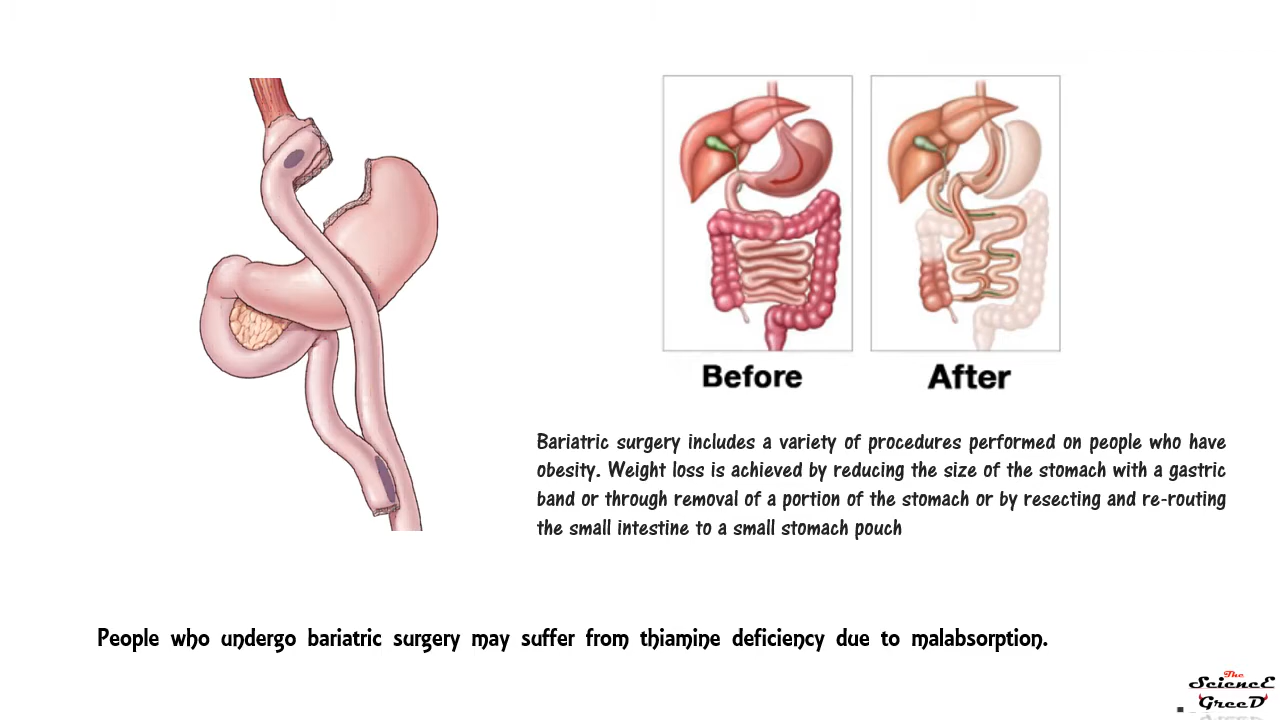 Before
After
Bariatric surgery includes a variety of procedures performed on people who have
obesity. Weight loss is achieved by reducing the size of the stomach with a gastric
band or through removal of a portion of the stomach or by resecting and re-routing
the small intestine to a small stomach pouch
People who undergo bariatric surgery may suffer from thiamine deficiency due to malabsorption.
The
SciencE
GreeD